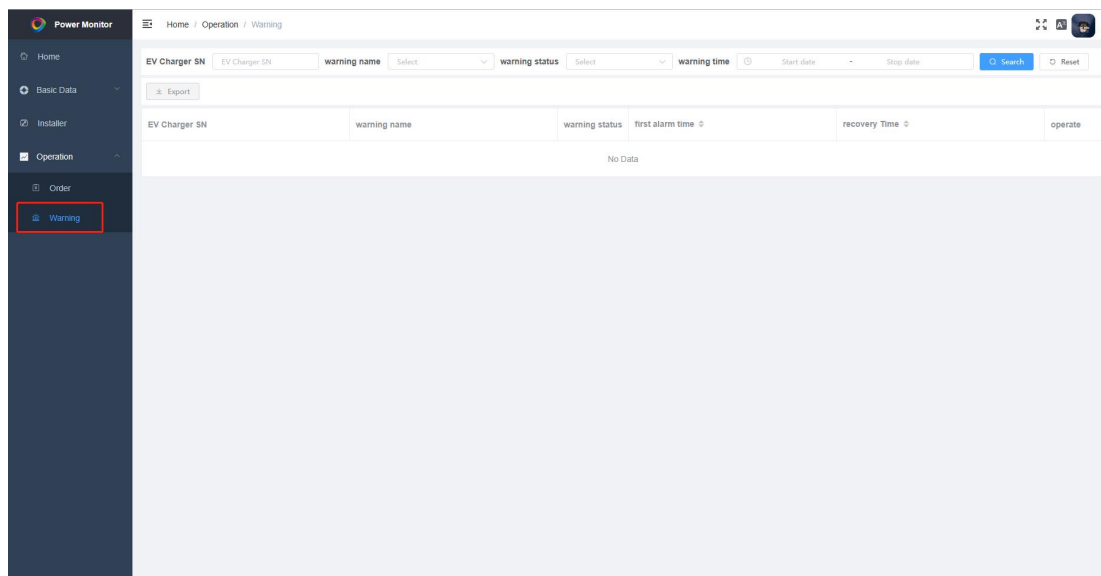 Power Monitor
Home / Operation / Warning
Home
Basic Data
Installer
Operation
Order
Warning
EV Charger SN EV Charger SN warning name Select warning status Select warning time Start date - Stop date Search Reset
Export
EV Charger SN warning name warning status first alarm time recovery Time operate
No Data